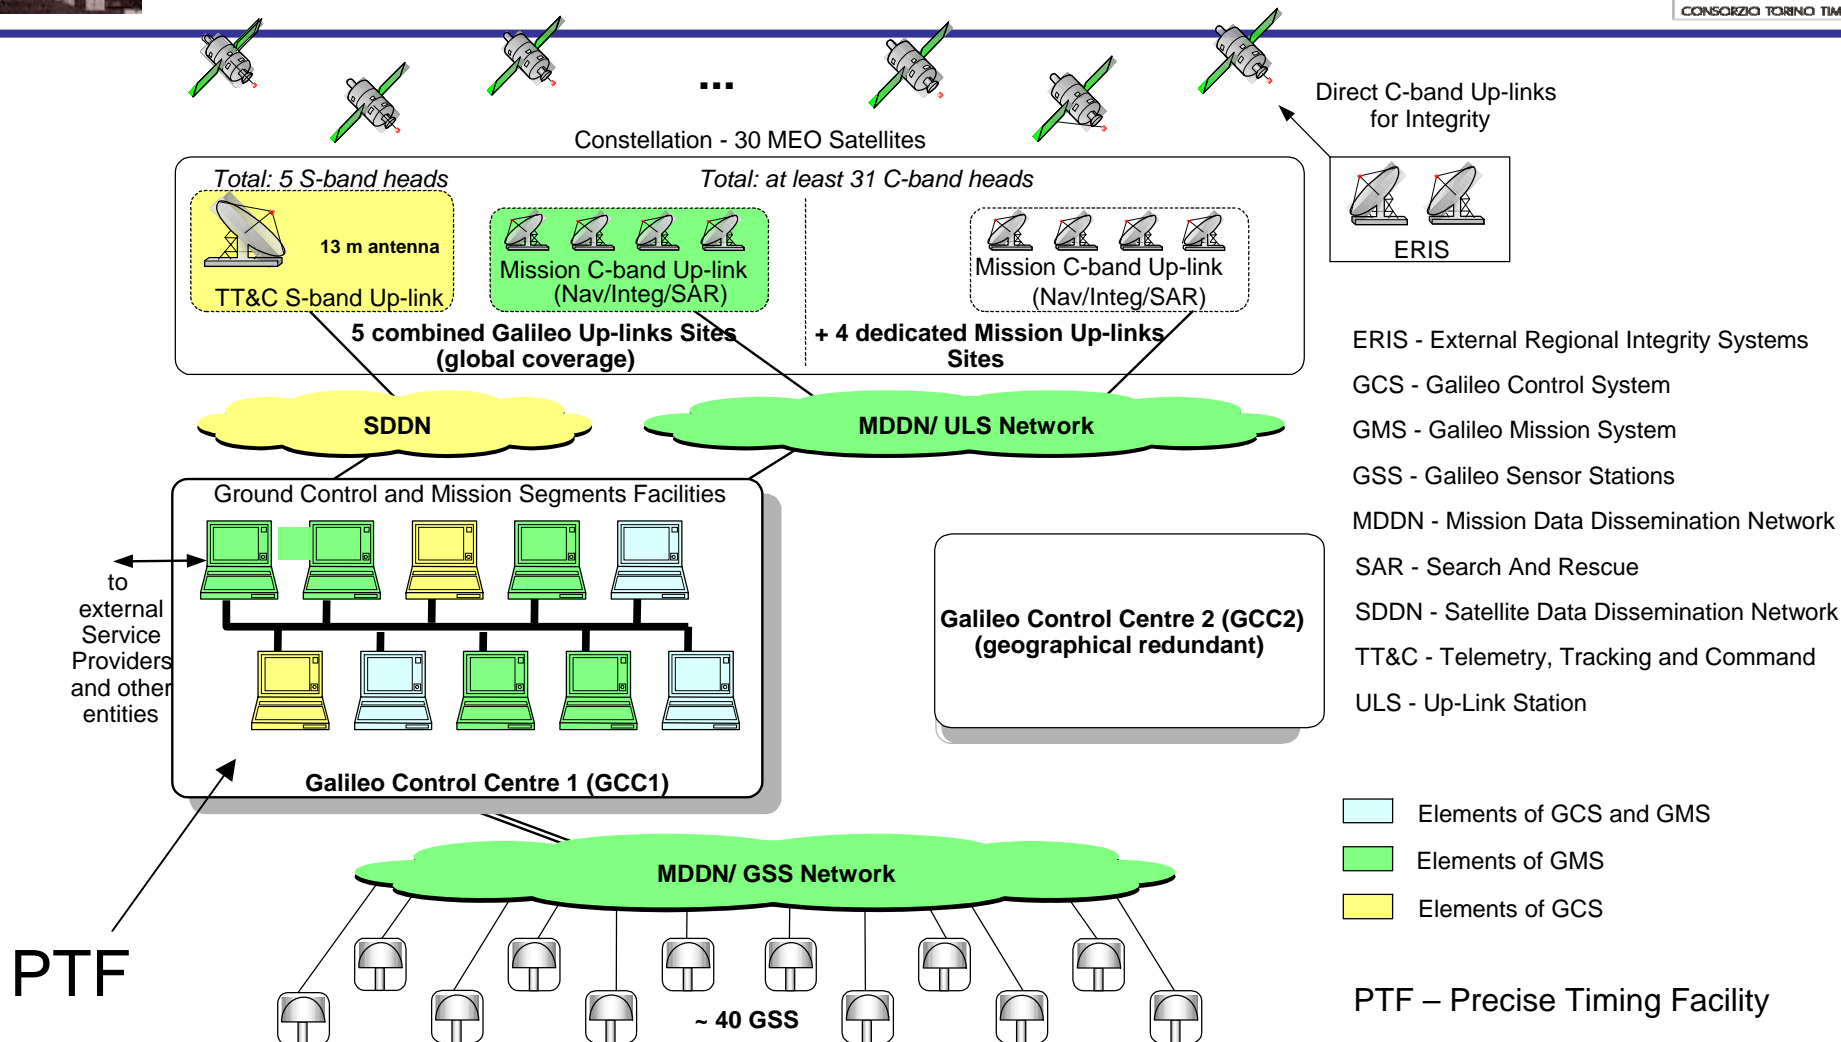 CONSORZIO TORINO TIM
...
Direct C-band Up-links
for Integrity
Constellation - 30 MEO Satellites
Total: 5 S-band heads
Total: at least 31 C-band heads
13 m antenna
TT&C S-band Up-link
Mission C-band Up-link
(Nav/Integ/SAR)
Mission C-band Up-link
(Nav/Integ/SAR)
ERIS
5 combined Galileo Up-links Sites
(global coverage)
+ 4 dedicated Mission Up-links
Sites
SDDN
MDDN/ ULS Network
ERIS - External Regional Integrity Systems
GCS - Galileo Control System
GMS - Galileo Mission System
GSS - Galileo Sensor Stations
MDDN - Mission Data Dissemination Network
SAR - Search And Rescue
SDDN - Satellite Data Dissemination Network
TT&C - Telemetry, Tracking and Command
ULS - Up-Link Station
Ground Control and Mission Segments Facilities
to
external
Service
Providers
and other
entities
Galileo Control Centre 1 (GCC1)
Galileo Control Centre 2 (GCC2)
(geographical redundant)
Elements of GCS and GMS
Elements of GMS
Elements of GCS
MDDN/ GSS Network
PTF
~ 40 GSS
PTF – Precise Timing Facility